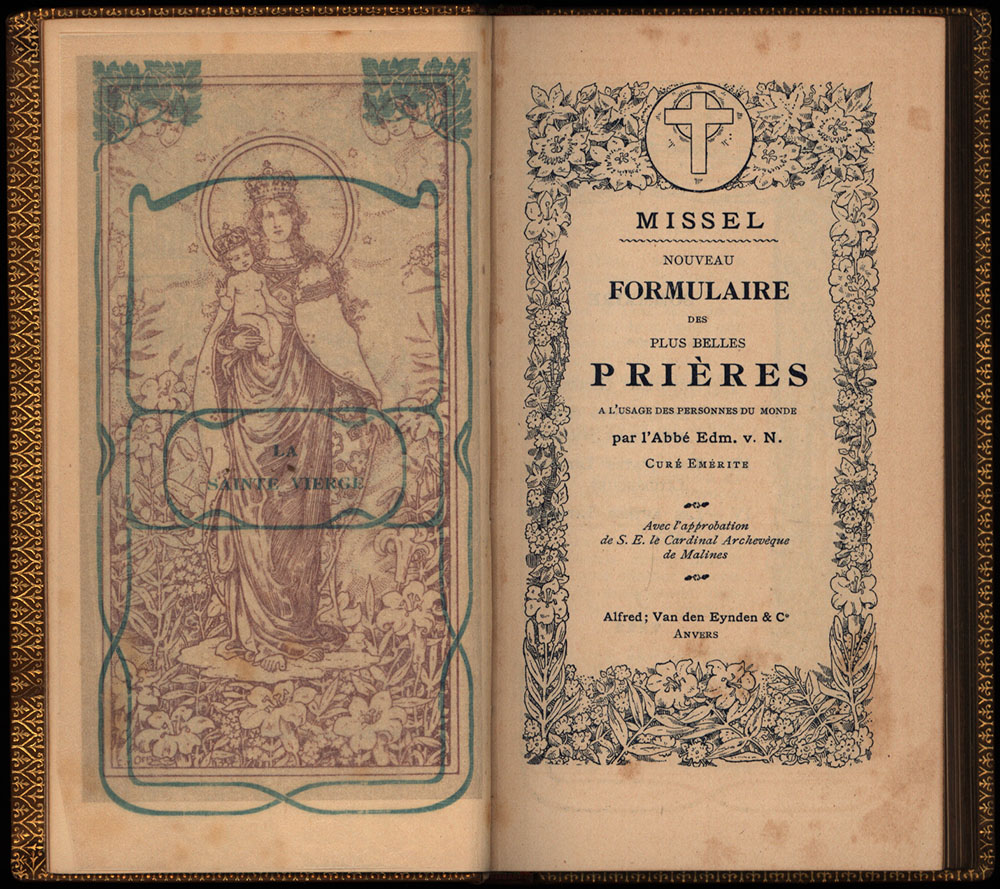 LA
SAINTE VIERGE
MISSEL
NOUVEAU
FORMULAIRE
DES
PLUS BELLES
PRIÈRES
A L'USAGE DES PERSONNES DU MONDE
par l'Abbé Edm. v. N.
CURÉ EMÉRITE
Avec l'approbation
de S. E. le Cardinal Archevêque
de Malines
Alfred; Van den Eynden & Cie
ANVERS